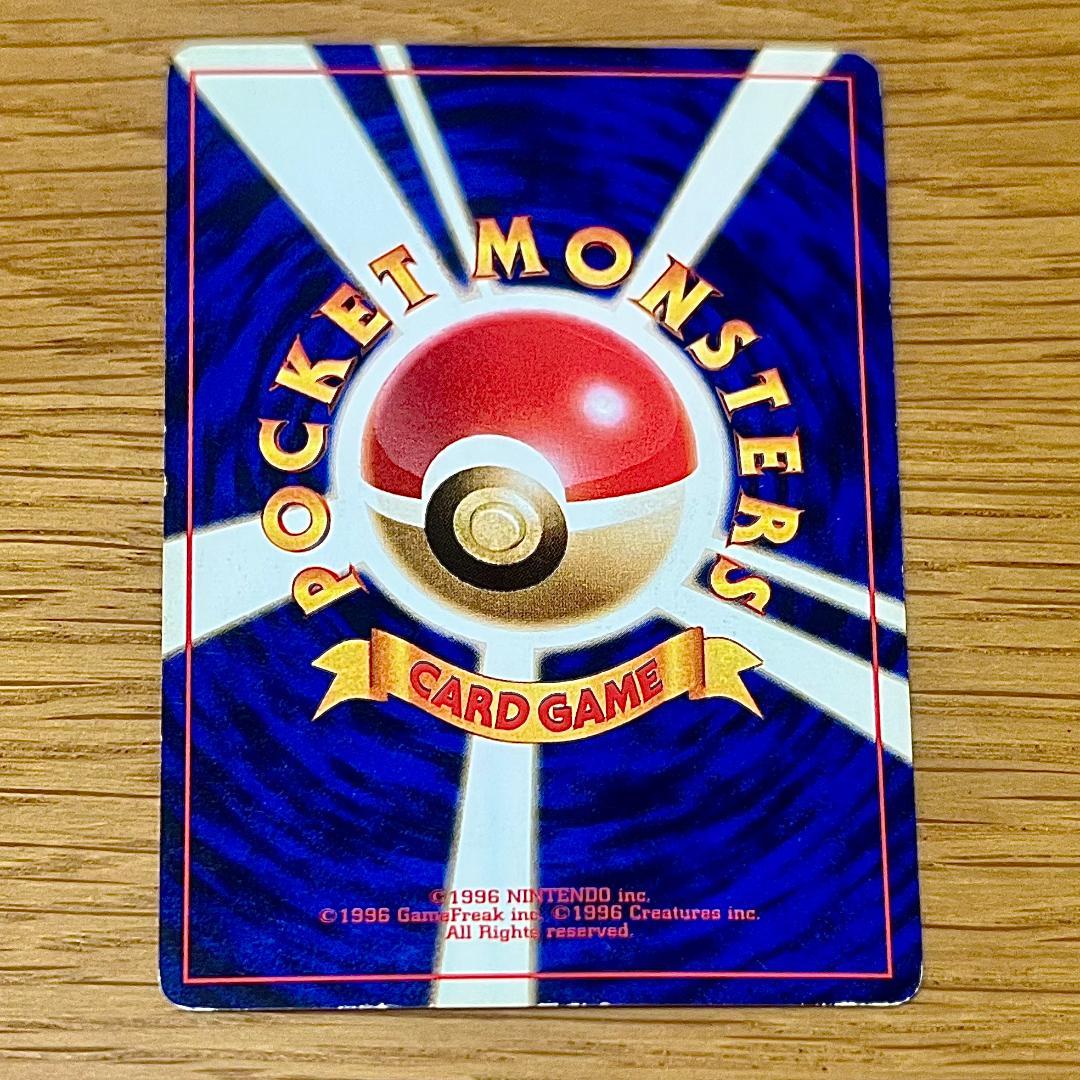 POCKET MONSTERS
CARD GAME
©1996 NINTENDO inc.
©1996 GameFreak inc. ©1996 Creatures inc.
All Rights reserved.